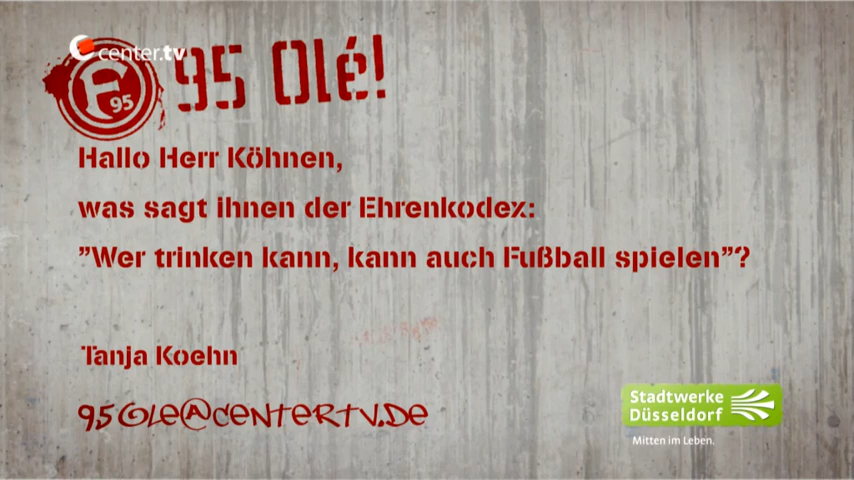 center.tv
F 95
95 Olé!
Hallo Herr Köhnen,
was sagt ihnen der Ehrenkodex:
”Wer trinken kann, kann auch Fußball spielen”?
Tanja Koehn
95OLE@CENTERTV.DE
Stadtwerke
Düsseldorf
Mitten im Leben.